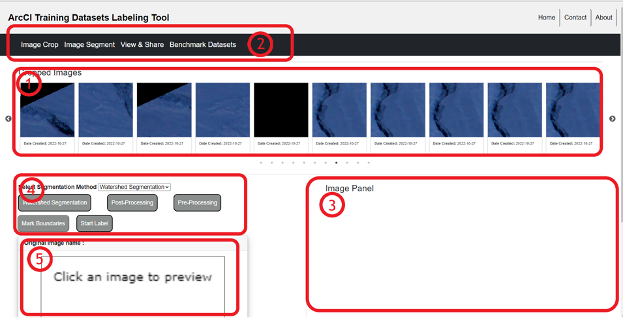 ArcCI Training Datasets Labeling Tool
Home Contact About
Image Crop Image Segment View & Share Benchmark Datasets 2
1 Cropped Images
Date Created: 2022-10-27 Date Created: 2022-10-27 Date Created: 2022-10-27 Date Created: 2022-10-27 Date Created: 2022-10-27 Date Created: 2022-10-27 Date Created: 2022-10-27 Date Created: 2022-10-27 Date Created: 2022-10-27 Date Created: 2022-10-27
4 Select Segmentation Method Watershed Segmentation
Watershed Segmentation Post-Processing Pre-Processing
Mark Boundaries Start Label
Image Panel
3
Original image name :
5
Click an image to preview